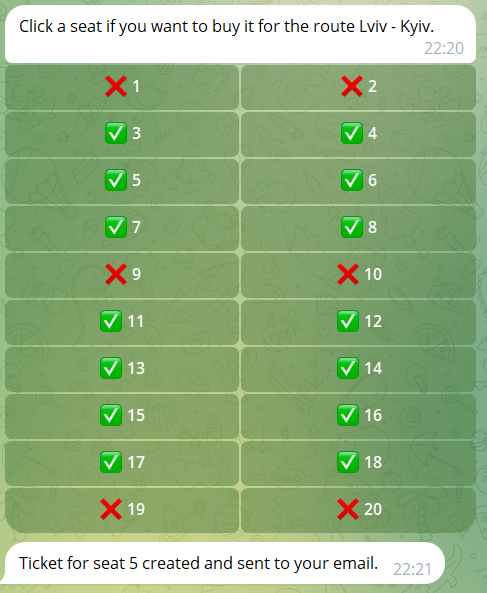 Click a seat if you want to buy it for the route Lviv - Kyiv.
22:20
❌ 1 ❌ 2
✅ 3 ✅ 4
✅ 5 ✅ 6
✅ 7 ✅ 8
❌ 9 ❌ 10
✅ 11 ✅ 12
✅ 13 ✅ 14
✅ 15 ✅ 16
✅ 17 ✅ 18
❌ 19 ❌ 20
Ticket for seat 5 created and sent to your email. 22:21